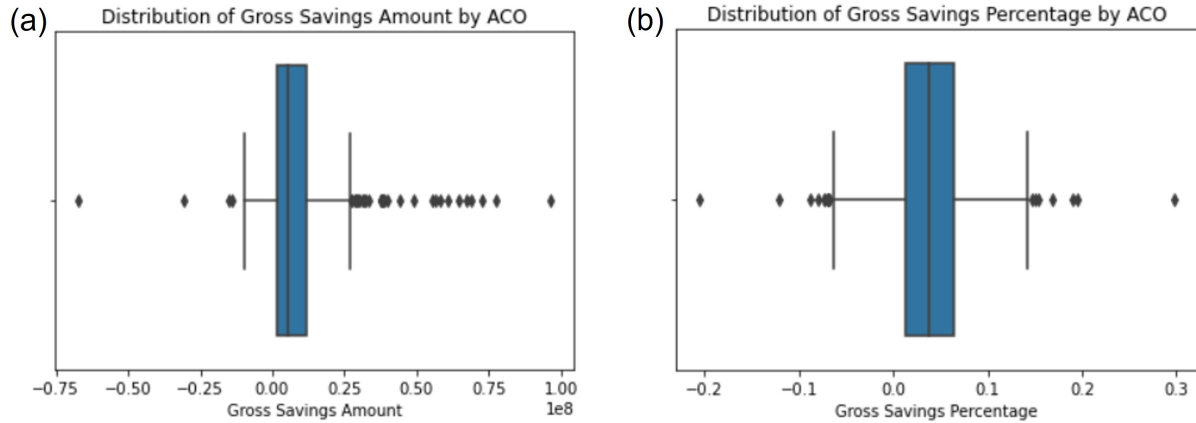 (a)
Distribution of Gross Savings Amount by ACO
−0.75 −0.50 −0.25 0.00 0.25 0.50 0.75 1.00
1e8
Gross Savings Amount
(b)
Distribution of Gross Savings Percentage by ACO
−0.2 −0.1 0.0 0.1 0.2 0.3
Gross Savings Percentage